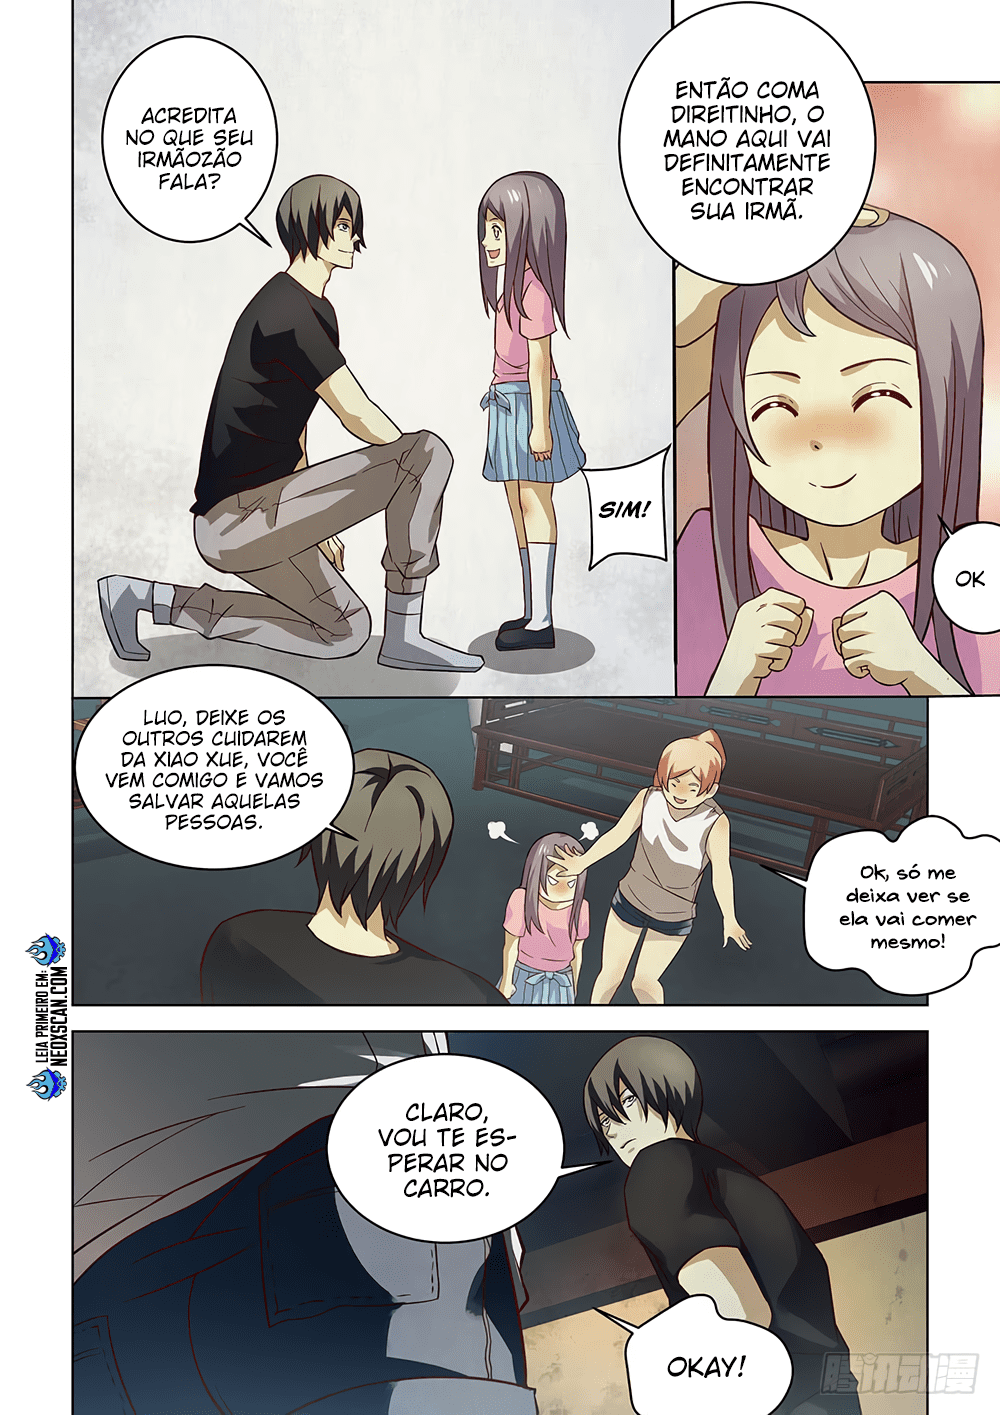 ACREDITA
NO QUE SEU
IRMÃOZÃO
FALA?
ENTÃO COMA
DIREITINHO, O
MANO AQUI VAI
DEFINITAMENTE
ENCONTRAR
SUA IRMÃ.
SIM!
OK
LUO, DEIXE OS
OUTROS CUIDAREM
DA XIAO XUE, VOCÊ
VEM COMIGO E VAMOS
SALVAR AQUELAS
PESSOAS.
Ok, só me
deixa ver se
ela vai comer
mesmo!
LEIA PRIMEIRO EM:
NEOXSCAN.COM
CLARO,
VOU TE ES-
PERAR NO
CARRO.
OKAY!
腾讯动漫